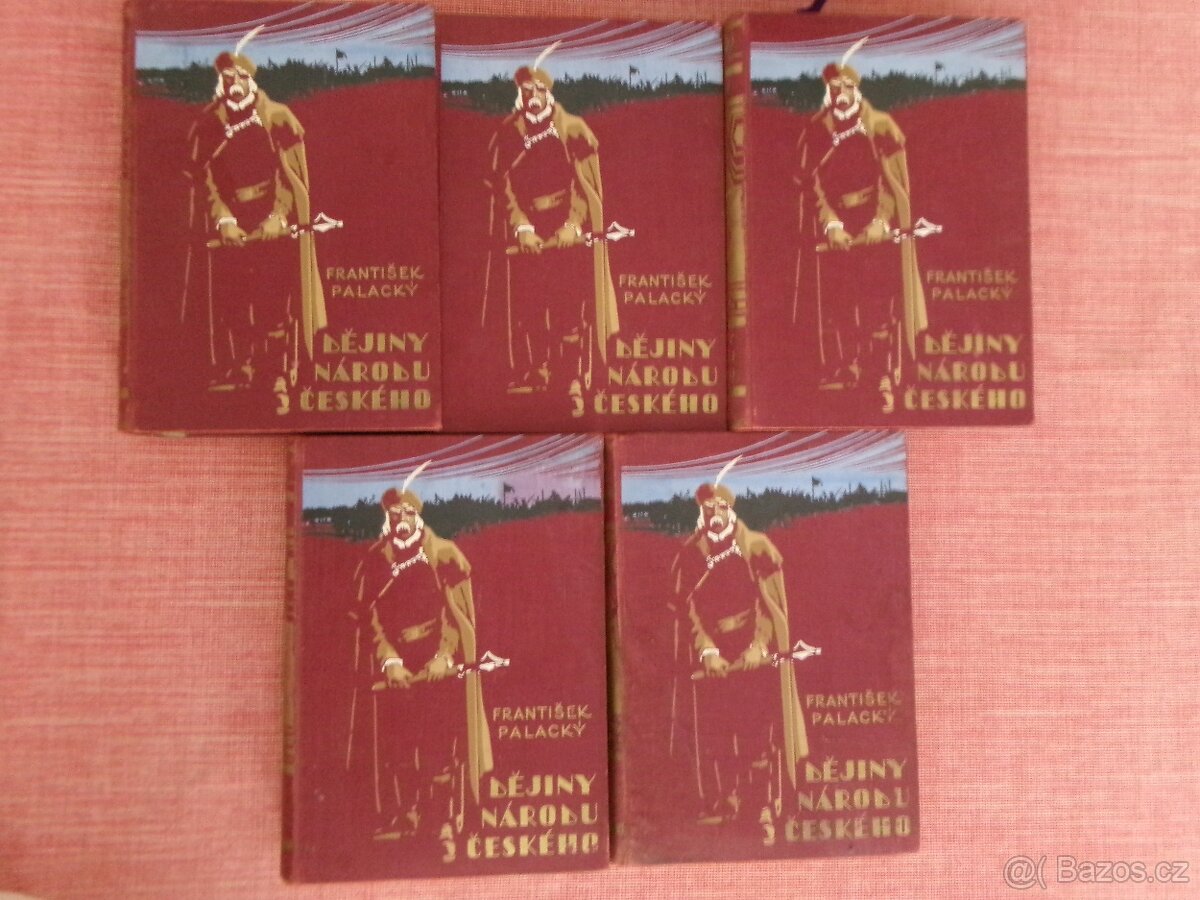 FRANTIŠEK
PALACKÝ
DĚJINY
NÁRODU
ČESKÉHO
FRANTIŠEK
PALACKÝ
DĚJINY
NÁRODU
ČESKÉHO
FRANTIŠEK
PALACKÝ
DĚJINY
NÁRODU
ČESKÉHO
FRANTIŠEK
PALACKÝ
DĚJINY
NÁRODU
ČESKÉHO
FRANTIŠEK
PALACKÝ
DĚJINY
NÁRODU
ČESKÉHO
@( Bazos.cz